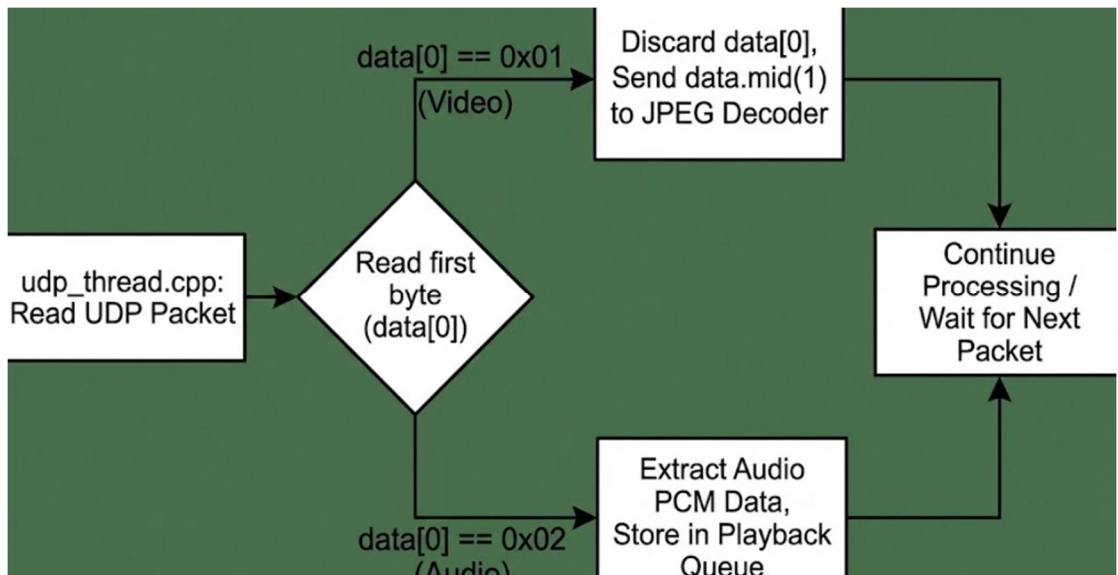 udp_thread.cpp:
Read UDP Packet
Read first
byte
(data[0])
data[0] == 0x01
(Video)
Discard data[0],
Send data.mid(1)
to JPEG Decoder
data[0] == 0x02
(Audio)
Extract Audio
PCM Data,
Store in Playback
Queue
Continue
Processing /
Wait for Next
Packet